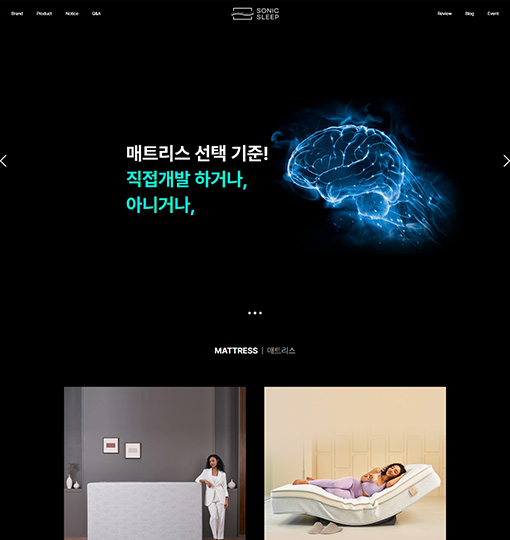 Brand Product Notice Q&A
SONIC
SLEEP
Review Blog Event
매트리스 선택 기준!
직접개발 하거나,
아니거나,
MATTRESS | 매트리스